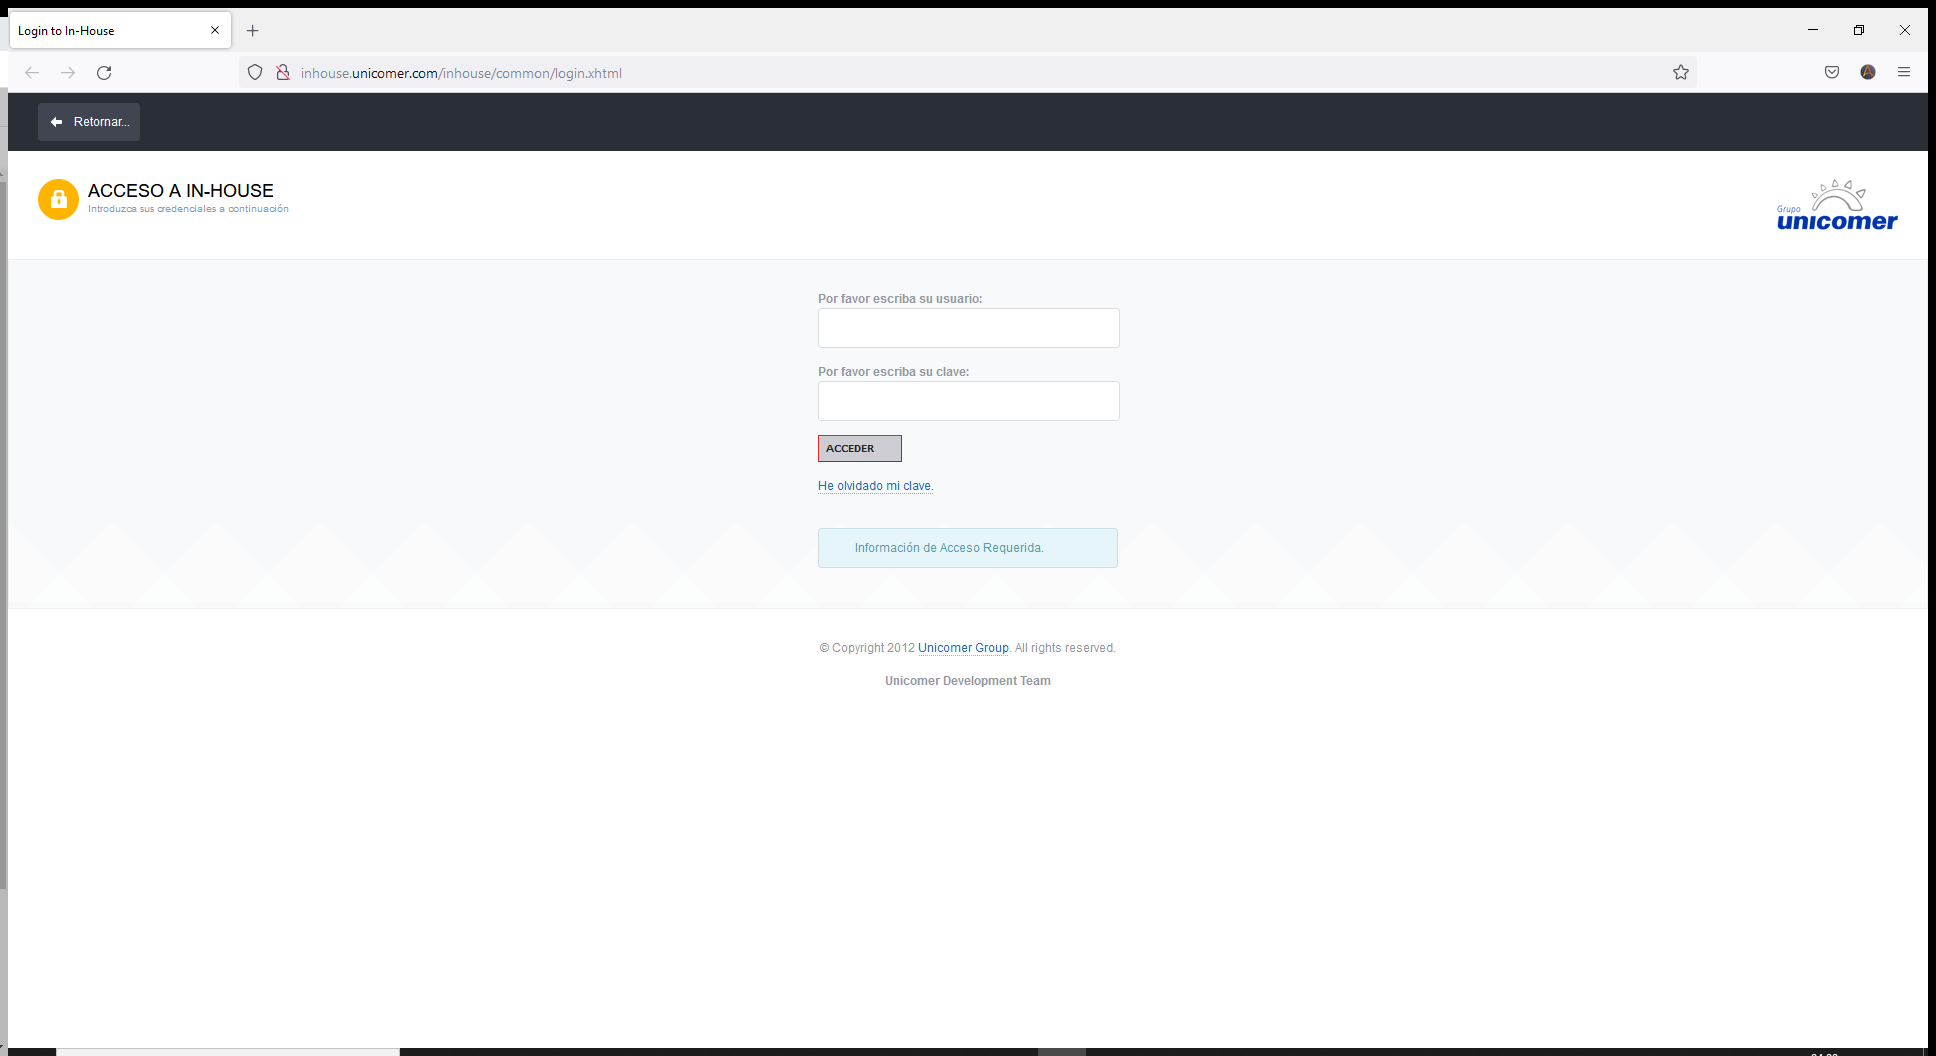 Login to In-House
inhouse.unicomer.com/inhouse/common/login.xhtml
Retornar...
ACCESO A IN-HOUSE
Introduzca sus credenciales a continuación
Grupo
unicomer
Por favor escriba su usuario:
Por favor escriba su clave:
ACCEDER
He olvidado mi clave.
Información de Acceso Requerida.
© Copyright 2012 Unicomer Group. All rights reserved.
Unicomer Development Team